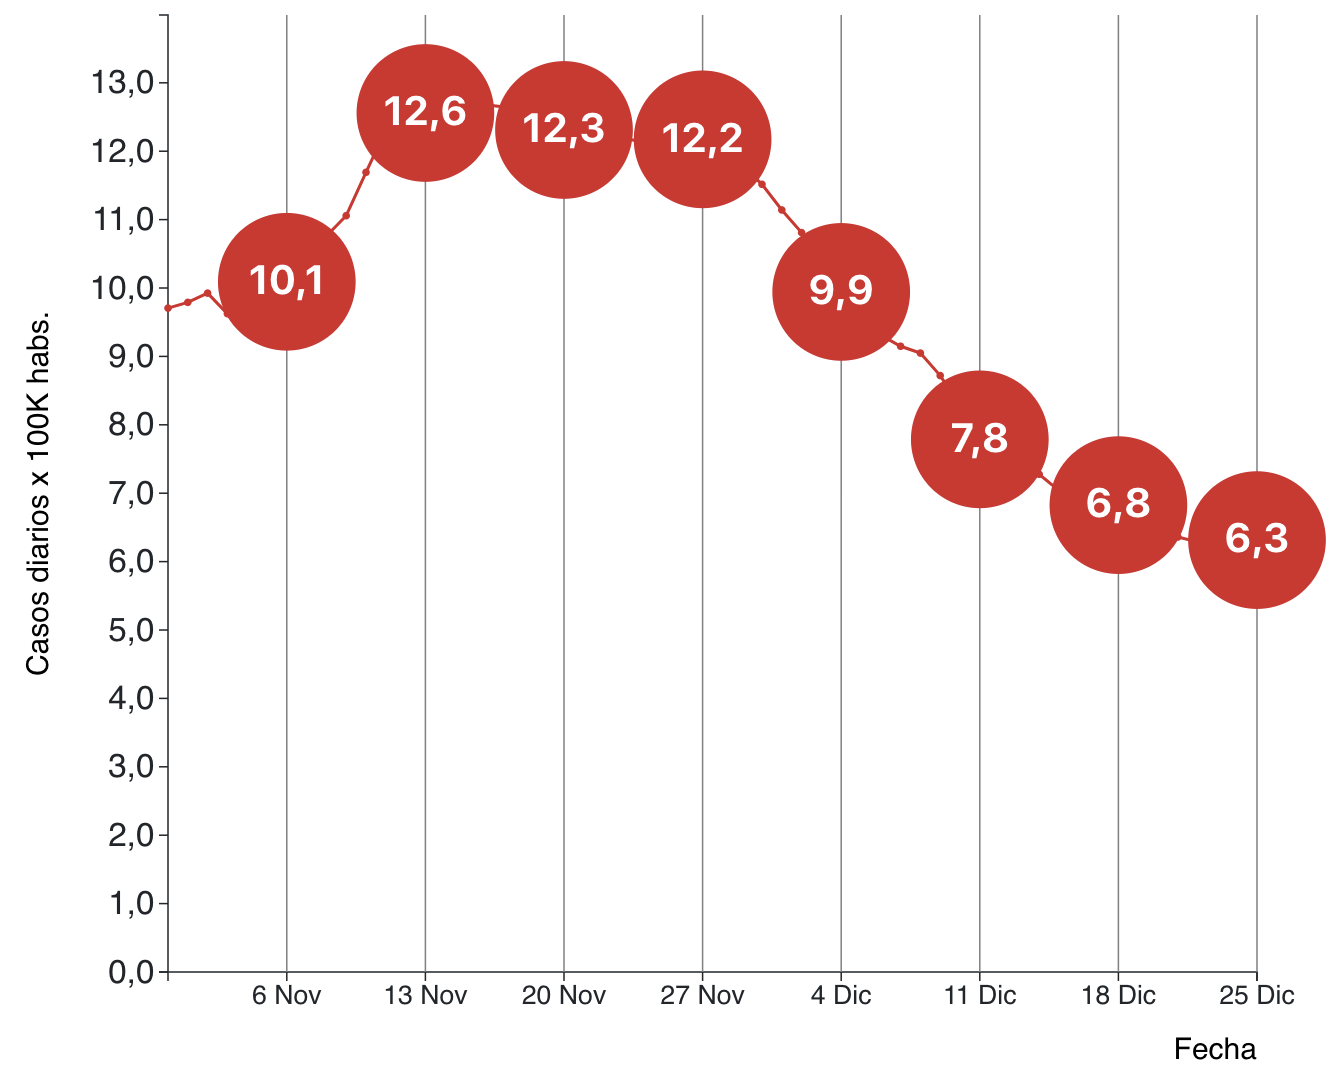 13,0
12,0
11,0
10,0
9,0
8,0
7,0
6,0
5,0
4,0
3,0
2,0
1,0
0,0
Casos diarios x 100K habs.
10,1
12,6
12,3
12,2
9,9
7,8
6,8
6,3
6 Nov
13 Nov
20 Nov
27 Nov
4 Dic
11 Dic
18 Dic
25 Dic
Fecha